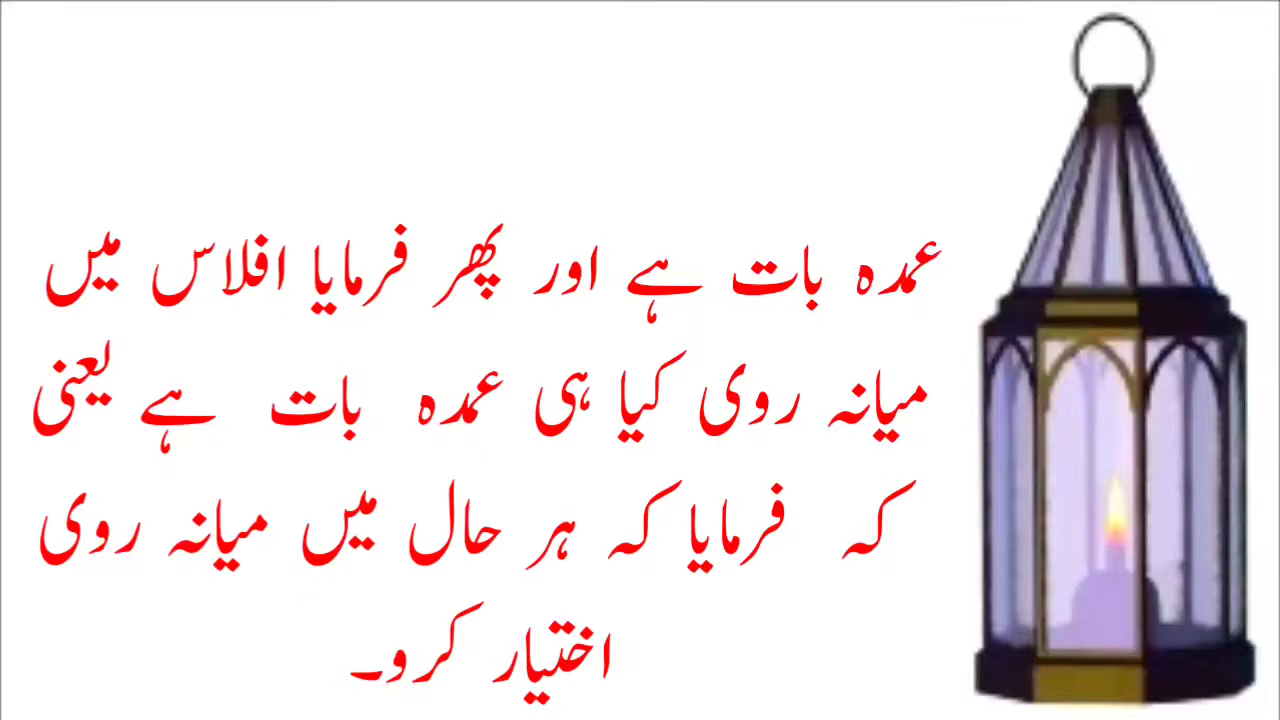 عمدہ بات ہے اور پھر فرمایا افلاس میں
میانہ روی کیا ہی عمدہ بات ہے یعنی
کہ فرمایا کہ ہر حال میں میانہ روی
اختیار کرو۔